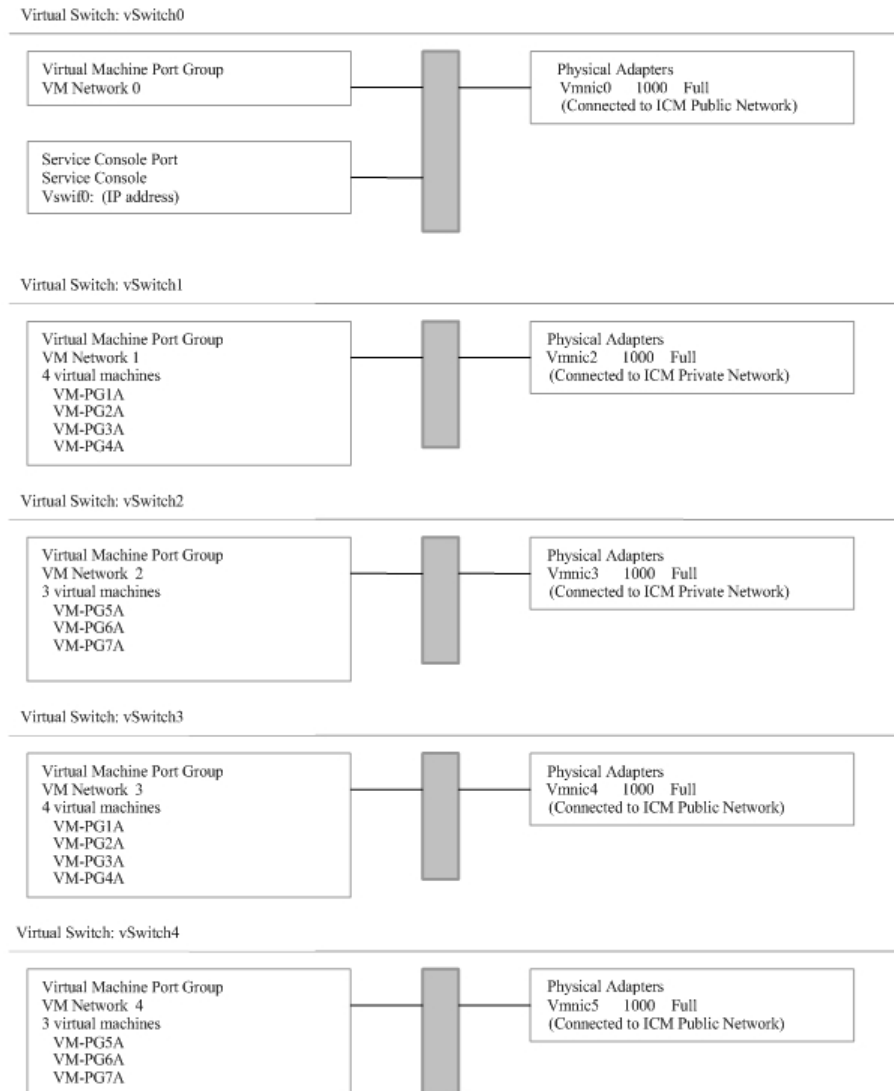 Virtual Switch: vSwitch0
Virtual Machine Port Group
VM Network 0
Physical Adapters
Vmnic0 1000 Full
(Connected to ICM Public Network)
Service Console Port
Service Console
Vswif0: (IP address)
Virtual Switch: vSwitch1
Virtual Machine Port Group
VM Network 1
4 virtual machines
VM-PG1A
VM-PG2A
VM-PG3A
VM-PG4A
Physical Adapters
Vmnic2 1000 Full
(Connected to ICM Private Network)
Virtual Switch: vSwitch2
Virtual Machine Port Group
VM Network 2
3 virtual machines
VM-PG5A
VM-PG6A
VM-PG7A
Physical Adapters
Vmnic3 1000 Full
(Connected to ICM Private Network)
Virtual Switch: vSwitch3
Virtual Machine Port Group
VM Network 3
4 virtual machines
VM-PG1A
VM-PG2A
VM-PG3A
VM-PG4A
Physical Adapters
Vmnic4 1000 Full
(Connected to ICM Public Network)
Virtual Switch: vSwitch4
Virtual Machine Port Group
VM Network 4
3 virtual machines
VM-PG5A
VM-PG6A
VM-PG7A
Physical Adapters
Vmnic5 1000 Full
(Connected to ICM Public Network)